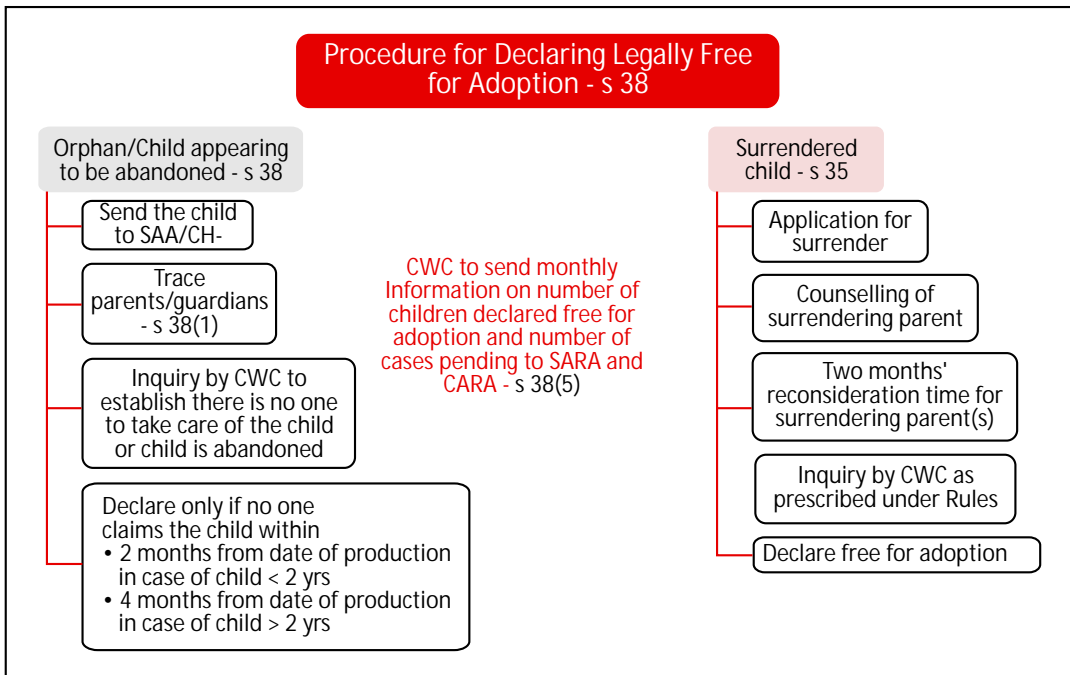 Procedure for Declaring Legally Free
for Adoption - s 38
Orphan/Child appearing
to be abandoned - s 38
Send the child
to SAA/CH-
Trace
parents/guardians
- s 38(1)
Inquiry by CWC to
establish there is no one
to take care of the child
or child is abandoned
Declare only if no one
claims the child within
• 2 months from date of production
in case of child < 2 yrs
• 4 months from date of production
in case of child > 2 yrs
CWC to send monthly
Information on number of
children declared free for
adoption and number of
cases pending to SARA and
CARA - s 38(5)
Surrendered
child - s 35
Application for
surrender
Counselling of
surrendering parent
Two months'
reconsideration time for
surrendering parent(s)
Inquiry by CWC as
prescribed under Rules
Declare free for adoption